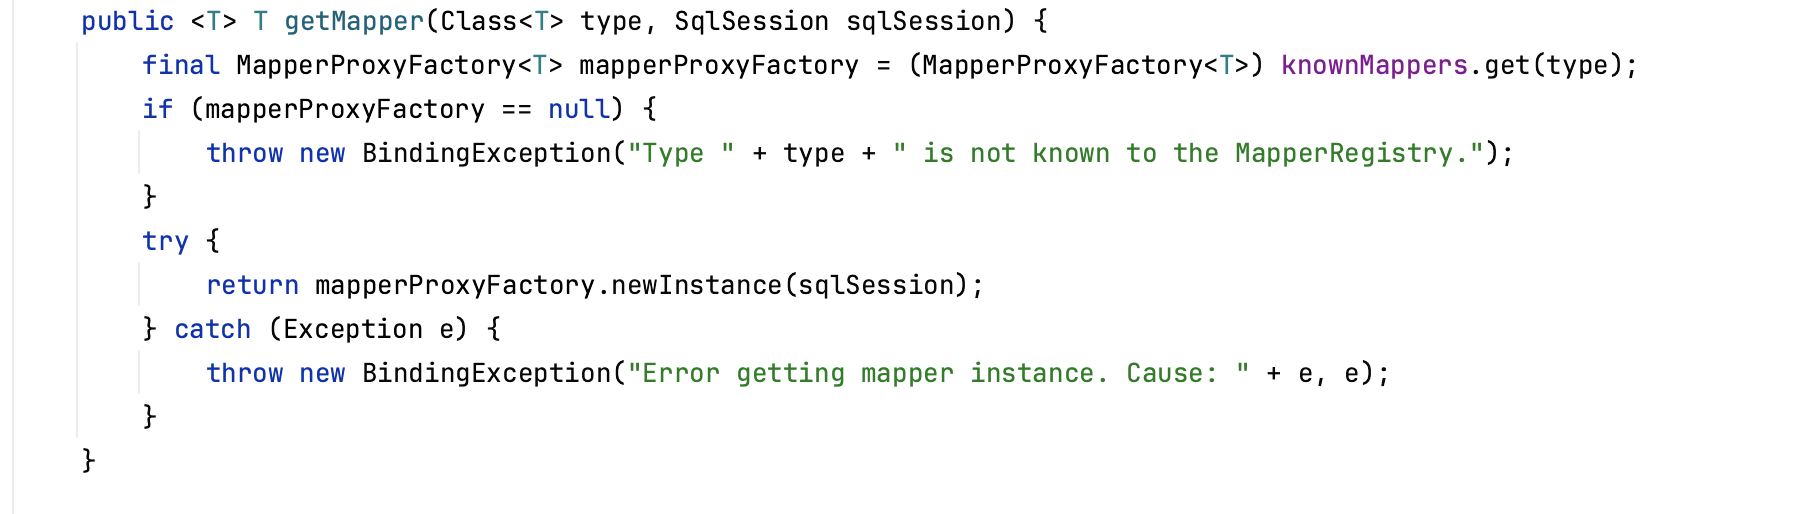 public <T> T getMapper(Class<T> type, SqlSession sqlSession) {
    final MapperProxyFactory<T> mapperProxyFactory = (MapperProxyFactory<T>) knownMappers.get(type);
    if (mapperProxyFactory == null) {
        throw new BindingException("Type " + type + " is not known to the MapperRegistry.");
    }
    try {
        return mapperProxyFactory.newInstance(sqlSession);
    } catch (Exception e) {
        throw new BindingException("Error getting mapper instance. Cause: " + e, e);
    }
}